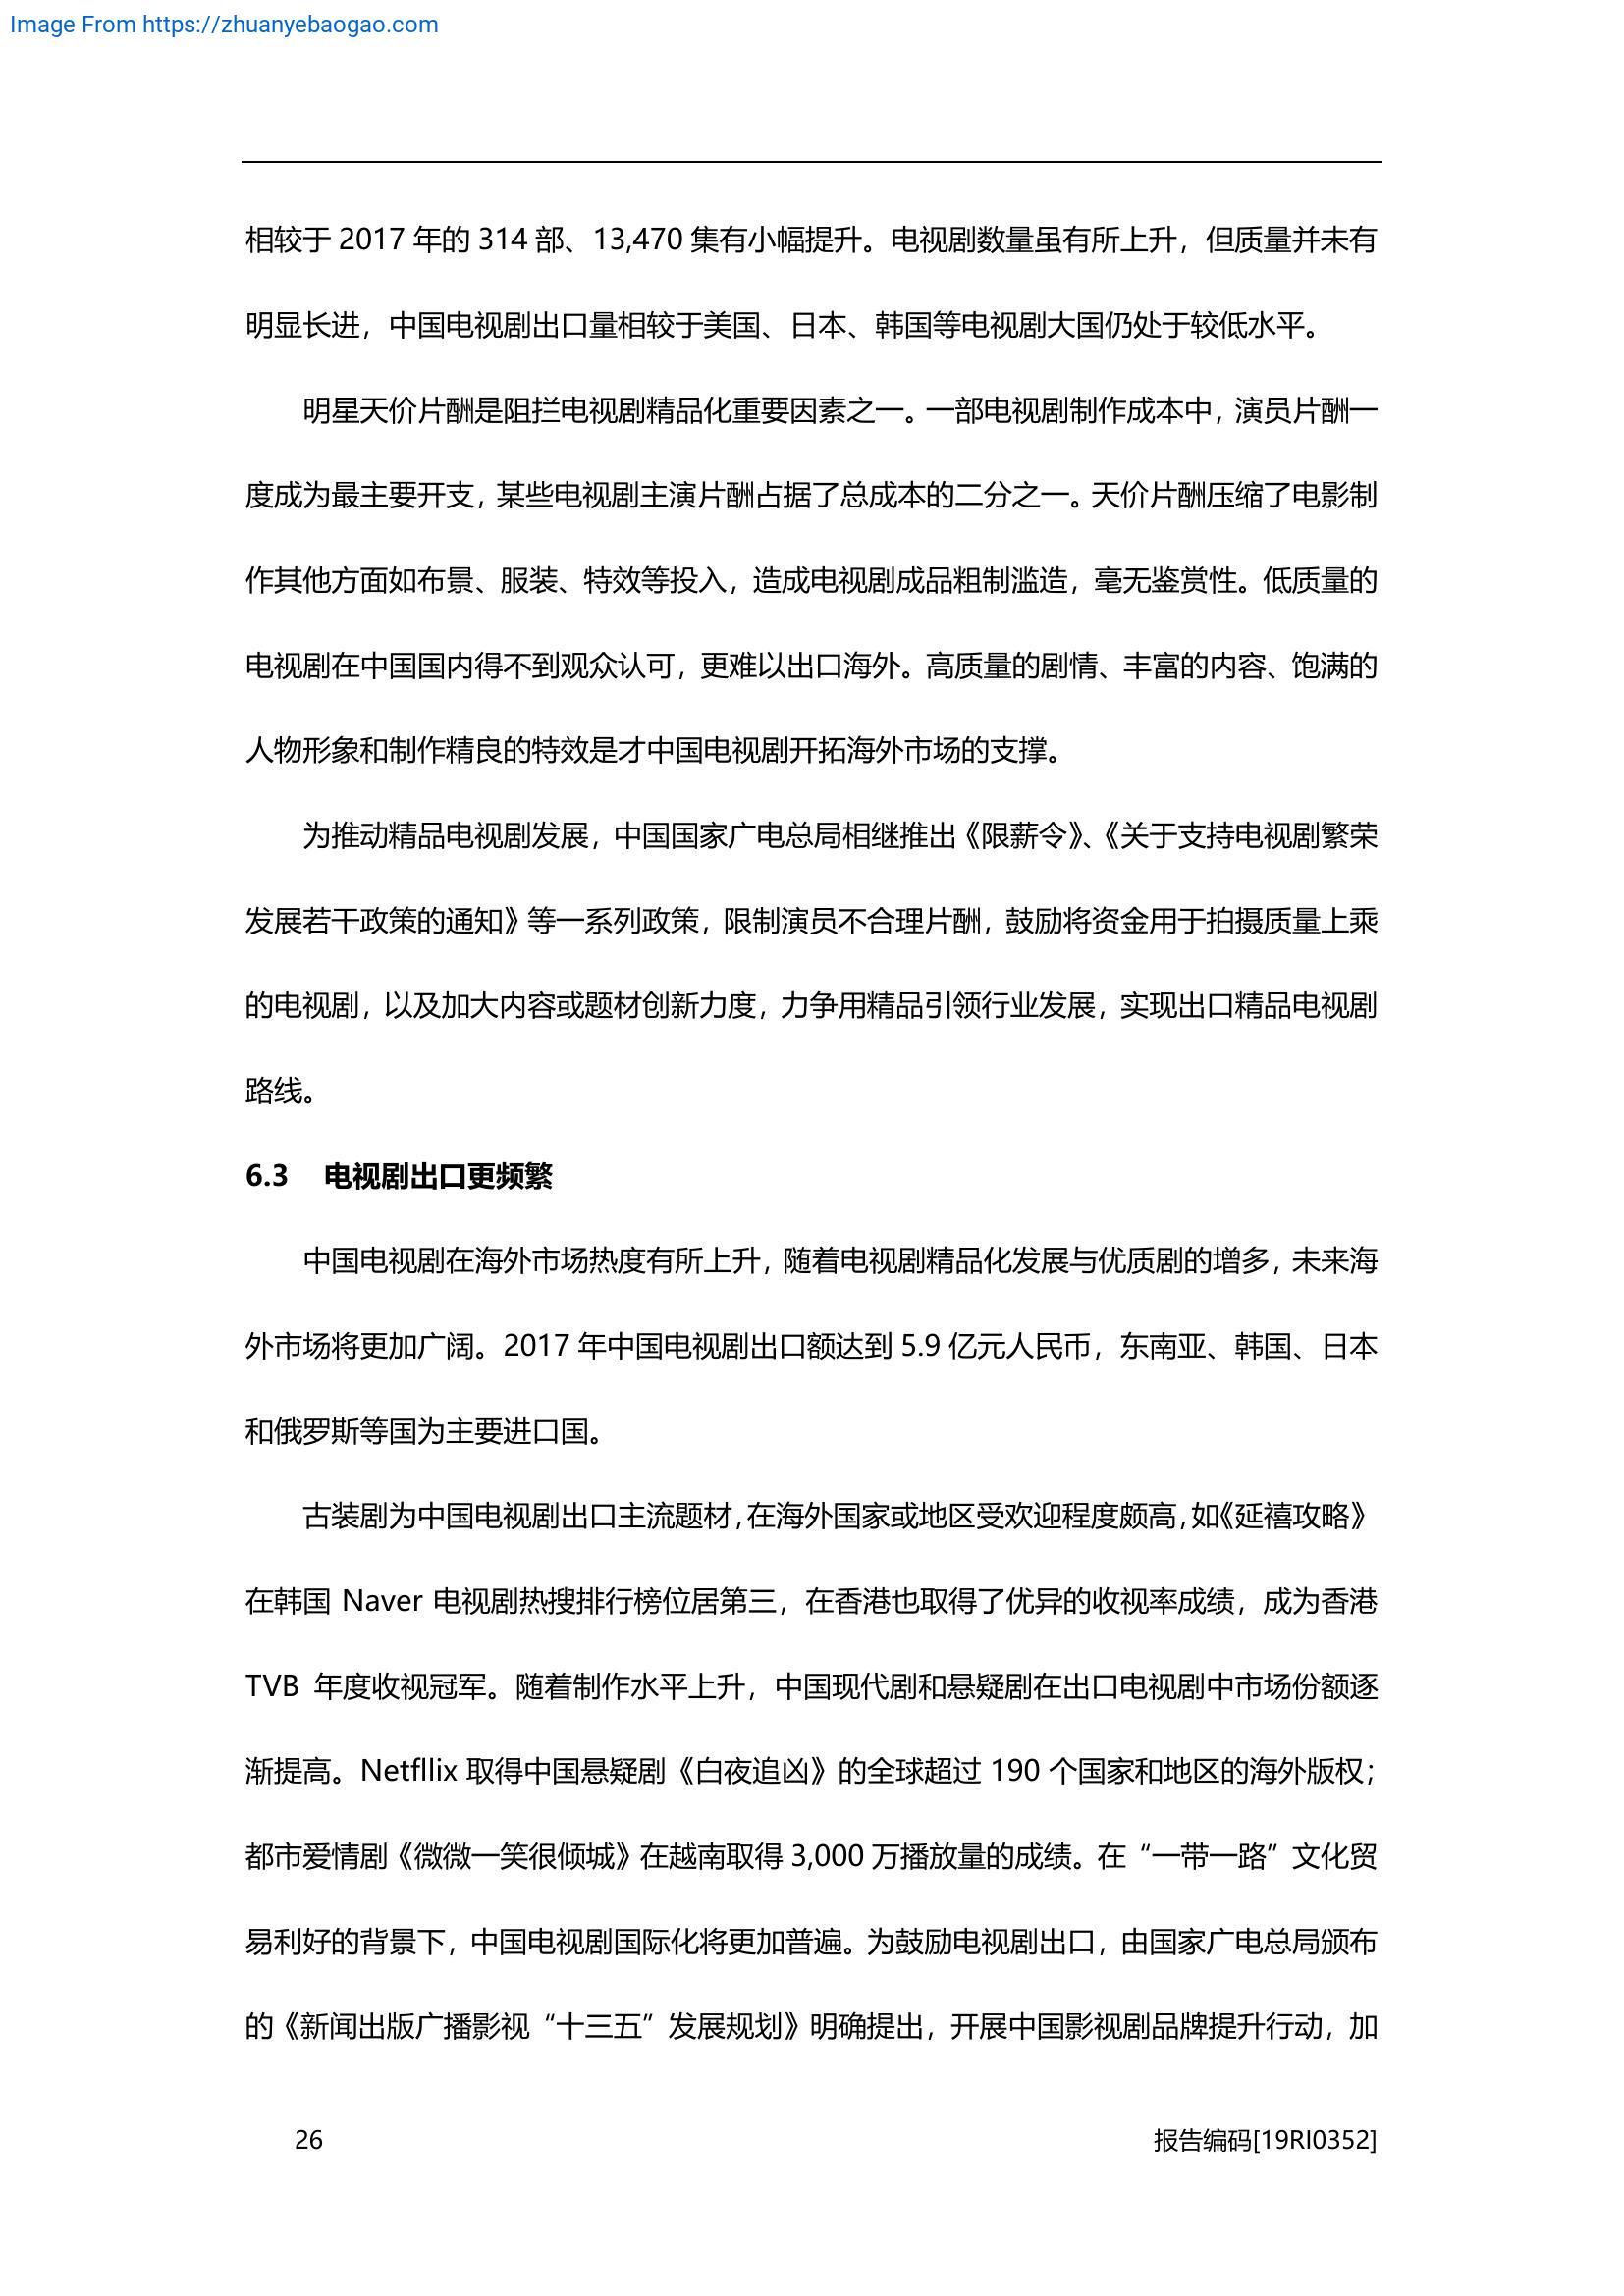 Image From https://zhuanyebaogao.com
相较于 2017 年的 314 部、13,470 集有小幅提升。电视剧数量虽有所上升，但质量并未有
明显长进，中国电视剧出口量相较于美国、日本、韩国等电视剧大国仍处于较低水平。
明星天价片酬是阻拦电视剧精品化重要因素之一。一部电视剧制作成本中，演员片酬一
度成为最主要开支，某些电视剧主演片酬占据了总成本的二分之一。天价片酬压缩了电影制
作其他方面如布景、服装、特效等投入，造成电视剧成品粗制滥造，毫无鉴赏性。低质量的
电视剧在中国国内得不到观众认可，更难以出口海外。高质量的剧情、丰富的内容、饱满的
人物形象和制作精良的特效是才中国电视剧开拓海外市场的支撑。
为推动精品电视剧发展，中国国家广电总局相继推出《限薪令》、《关于支持电视剧繁荣
发展若干政策的通知》等一系列政策，限制演员不合理片酬，鼓励将资金用于拍摄质量上乘
的电视剧，以及加大内容或题材创新力度，力争用精品引领行业发展，实现出口精品电视剧
路线。
6.3 电视剧出口更频繁
中国电视剧在海外市场热度有所上升，随着电视剧精品化发展与优质剧的增多，未来海
外市场将更加广阔。2017 年中国电视剧出口额达到 5.9 亿元人民币，东南亚、韩国、日本
和俄罗斯等国为主要进口国。
古装剧为中国电视剧出口主流题材，在海外国家或地区受欢迎程度颇高，如《延禧攻略》
在韩国 Naver 电视剧热搜排行榜位居第三，在香港也取得了优异的收视率成绩，成为香港
TVB 年度收视冠军。随着制作水平上升，中国现代剧和悬疑剧在出口电视剧中市场份额逐
渐提高。Netfllix 取得中国悬疑剧《白夜追凶》的全球超过 190 个国家和地区的海外版权；
都市爱情剧《微微一笑很倾城》在越南取得 3,000 万播放量的成绩。在“一带一路”文化贸
易利好的背景下，中国电视剧国际化将更加普遍。为鼓励电视剧出口，由国家广电总局颁布
的《新闻出版广播影视“十三五”发展规划》明确提出，开展中国影视剧品牌提升行动，加
26
报告编码[19RI0352]